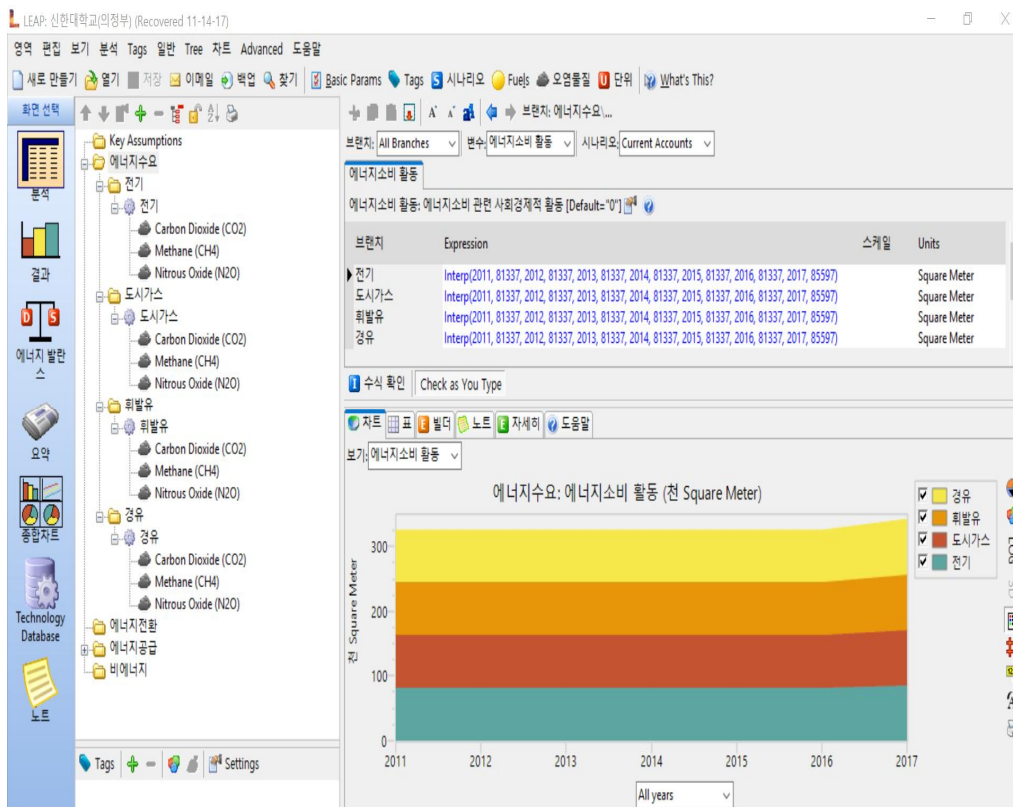 LEAP: 신한대학교(의정부) (Recovered 11-14-17)
영역 편집 보기 분석 Tags 일반 Tree 차트 Advanced 도움말
새로 만들기 열기 저장 이메일 백업 찾기 Basic Params Tags 시나리오 Fuels 오염물질 단위 What's This?
화면 선택
분석
결과
에너지 발란스
요약
종합차트
Technology Database
노트
Key Assumptions
에너지수요
전기
전기
Carbon Dioxide (CO2)
Methane (CH4)
Nitrous Oxide (N2O)
도시가스
도시가스
Carbon Dioxide (CO2)
Methane (CH4)
Nitrous Oxide (N2O)
휘발유
휘발유
Carbon Dioxide (CO2)
Methane (CH4)
Nitrous Oxide (N2O)
경유
경유
Carbon Dioxide (CO2)
Methane (CH4)
Nitrous Oxide (N2O)
에너지전환
에너지공급
비에너지
Tags Settings
브랜치: 에너지수요\...
브랜치: All Branches 변수: 에너지소비 활동 시나리오: Current Accounts
에너지소비 활동
에너지소비 활동: 에너지소비 관련 사회경제적 활동 [Default="0"]
브랜치 Expression 스케일 Units
전기 Interp(2011, 81337, 2012, 81337, 2013, 81337, 2014, 81337, 2015, 81337, 2016, 81337, 2017, 85597) Square Meter
도시가스 Interp(2011, 81337, 2012, 81337, 2013, 81337, 2014, 81337, 2015, 81337, 2016, 81337, 2017, 85597) Square Meter
휘발유 Interp(2011, 81337, 2012, 81337, 2013, 81337, 2014, 81337, 2015, 81337, 2016, 81337, 2017, 85597) Square Meter
경유 Interp(2011, 81337, 2012, 81337, 2013, 81337, 2014, 81337, 2015, 81337, 2016, 81337, 2017, 85597) Square Meter
수식 확인 Check as You Type
차트 표 빌더 노트 자세히 도움말
보기: 에너지소비 활동
에너지수요: 에너지소비 활동 (천 Square Meter)
천 Square Meter
300
200
100
0
2011 2012 2013 2014 2015 2016 2017
경유
휘발유
도시가스
전기
All years